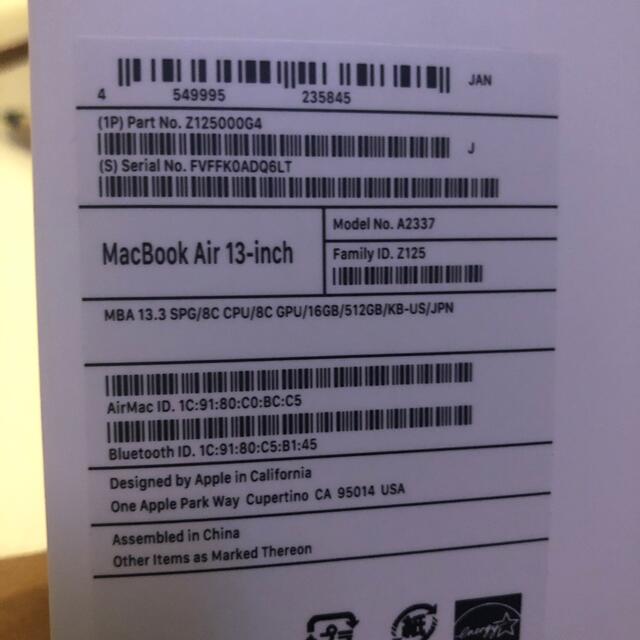 JAN
4 549995 235845
(1P) Part No. Z125000G4
J
(S) Serial No. FVFFK0ADQ6LT
MacBook Air 13-inch
Model No. A2337
Family ID. Z125
MBA 13.3 SPG/8C CPU/8C GPU/16GB/512GB/KB-US/JPN
AirMac ID. 1C:91:80:C0:BC:C5
Bluetooth ID. 1C:91:80:C5:B1:45
Designed by Apple in California
One Apple Park Way Cupertino CA 95014 USA
Assembled in China
Other Items as Marked Thereon
紙
energy